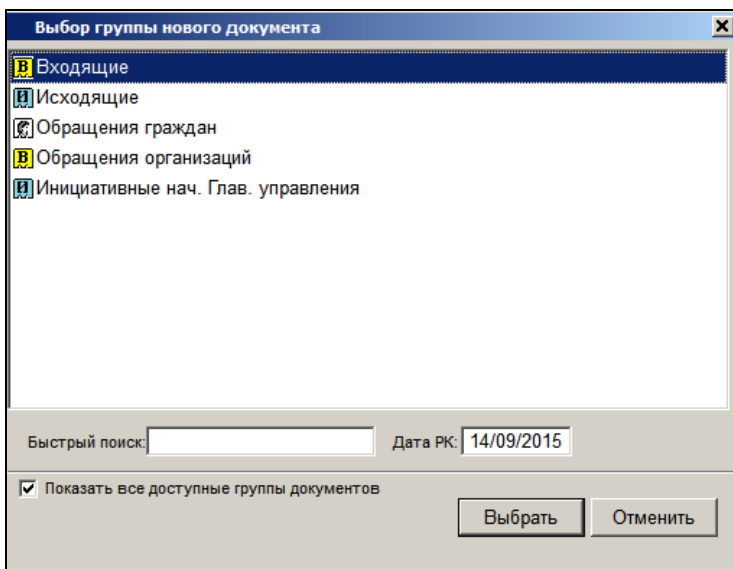 Выбор группы нового документа
В Входящие
И Исходящие
Обращения граждан
В Обращения организаций
И Инициативные нач. Глав. управления
Быстрый поиск: Дата РК: 14/09/2015
Показать все доступные группы документов
Выбрать Отменить